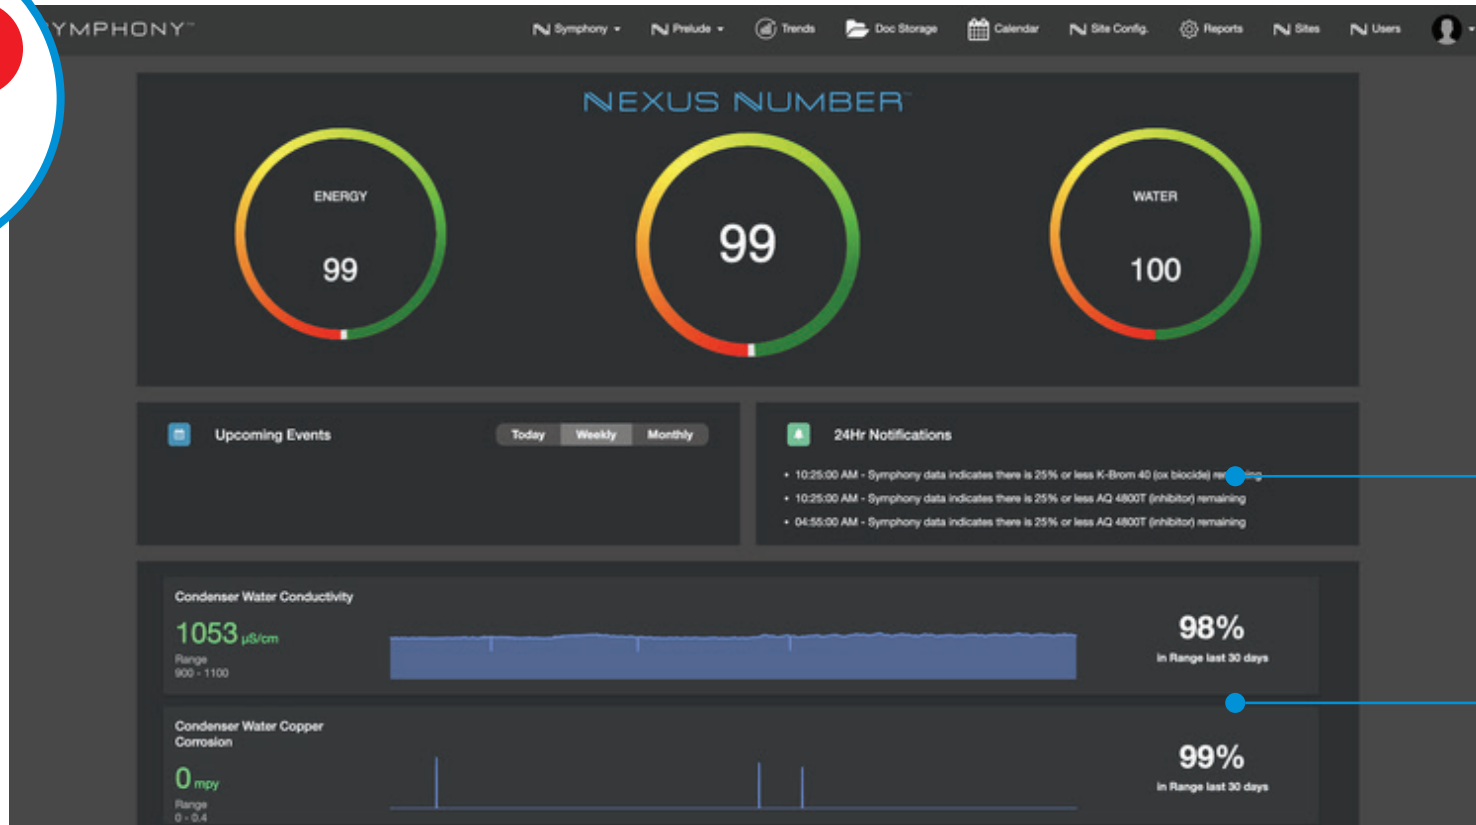 YMPHONY™
Symphony Prelude Trends Doc Storage Calendar Site Config. Reports Sites Users
NEXUS NUMBER™
ENERGY
99
99
WATER
100
Upcoming Events
Today Weekly Monthly
24Hr Notifications
• 10:25:00 AM - Symphony data indicates there is 25% or less K-Brom 40 (ox biocide) re ng
• 10:25:00 AM - Symphony data indicates there is 25% or less AQ 4800T (inhibitor) remaining
• 04:55:00 AM - Symphony data indicates there is 25% or less AQ 4800T (inhibitor) remaining
Condenser Water Conductivity
1053 µS/cm
Range
900 - 1100
98%
in Range last 30 days
Condenser Water Copper
Corrosion
0 mpy
Range
0 - 0.4
99%
in Range last 30 days